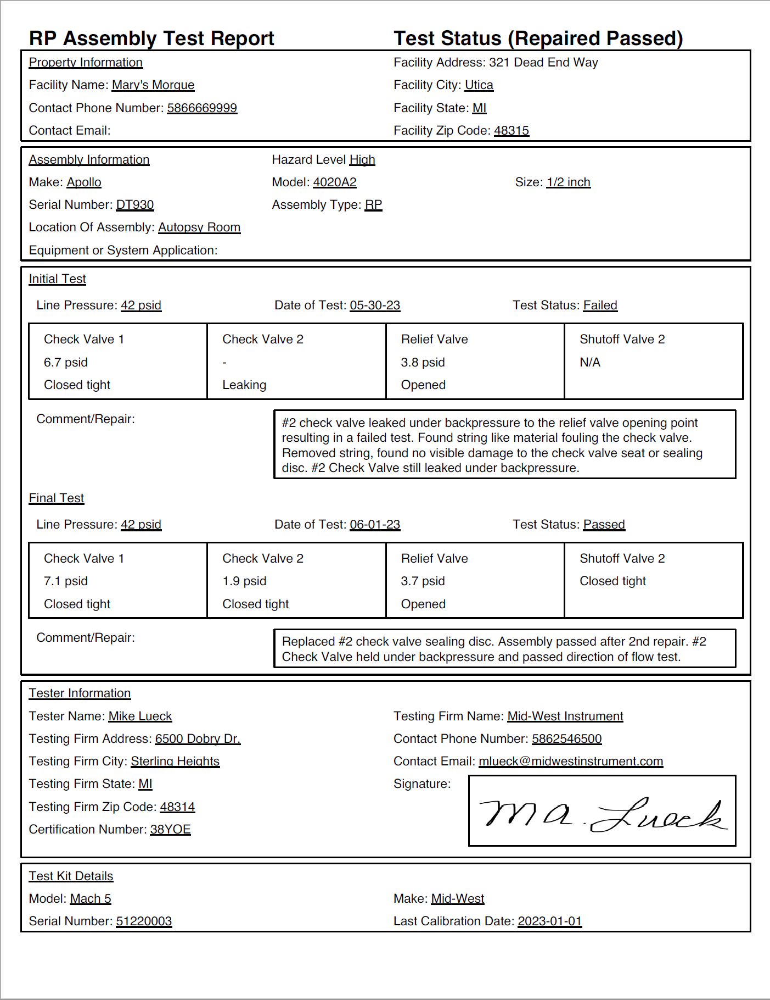 RP Assembly Test Report Test Status (Repaired Passed)
Property Information Facility Address: 321 Dead End Way
Facility Name: Mary's Morgue Facility City: Utica
Contact Phone Number: 5866669999 Facility State: MI
Contact Email: Facility Zip Code: 48315
Assembly Information Hazard Level High
Make: Apollo Model: 4020A2 Size: 1/2 inch
Serial Number: DT930 Assembly Type: RP
Location Of Assembly: Autopsy Room
Equipment or System Application:
Initial Test
Line Pressure: 42 psid Date of Test: 05-30-23 Test Status: Failed
Check Valve 1 Check Valve 2 Relief Valve Shutoff Valve 2
6.7 psid - 3.8 psid N/A
Closed tight Leaking Opened
Comment/Repair: #2 check valve leaked under backpressure to the relief valve opening point
resulting in a failed test. Found string like material fouling the check valve.
Removed string, found no visible damage to the check valve seat or sealing
disc. #2 Check Valve still leaked under backpressure.
Final Test
Line Pressure: 42 psid Date of Test: 06-01-23 Test Status: Passed
Check Valve 1 Check Valve 2 Relief Valve Shutoff Valve 2
7.1 psid 1.9 psid 3.7 psid Closed tight
Closed tight Closed tight Opened
Comment/Repair: Replaced #2 check valve sealing disc. Assembly passed after 2nd repair. #2
Check Valve held under backpressure and passed direction of flow test.
Tester Information
Tester Name: Mike Lueck Testing Firm Name: Mid-West Instrument
Testing Firm Address: 6500 Dobry Dr. Contact Phone Number: 5862546500
Testing Firm City: Sterling Heights Contact Email: mlueck@midwestinstrument.com
Testing Firm State: MI Signature:
M A. Lueck
Testing Firm Zip Code: 48314
Certification Number: 38YOE
Test Kit Details
Model: Mach 5 Make: Mid-West
Serial Number: 51220003 Last Calibration Date: 2023-01-01